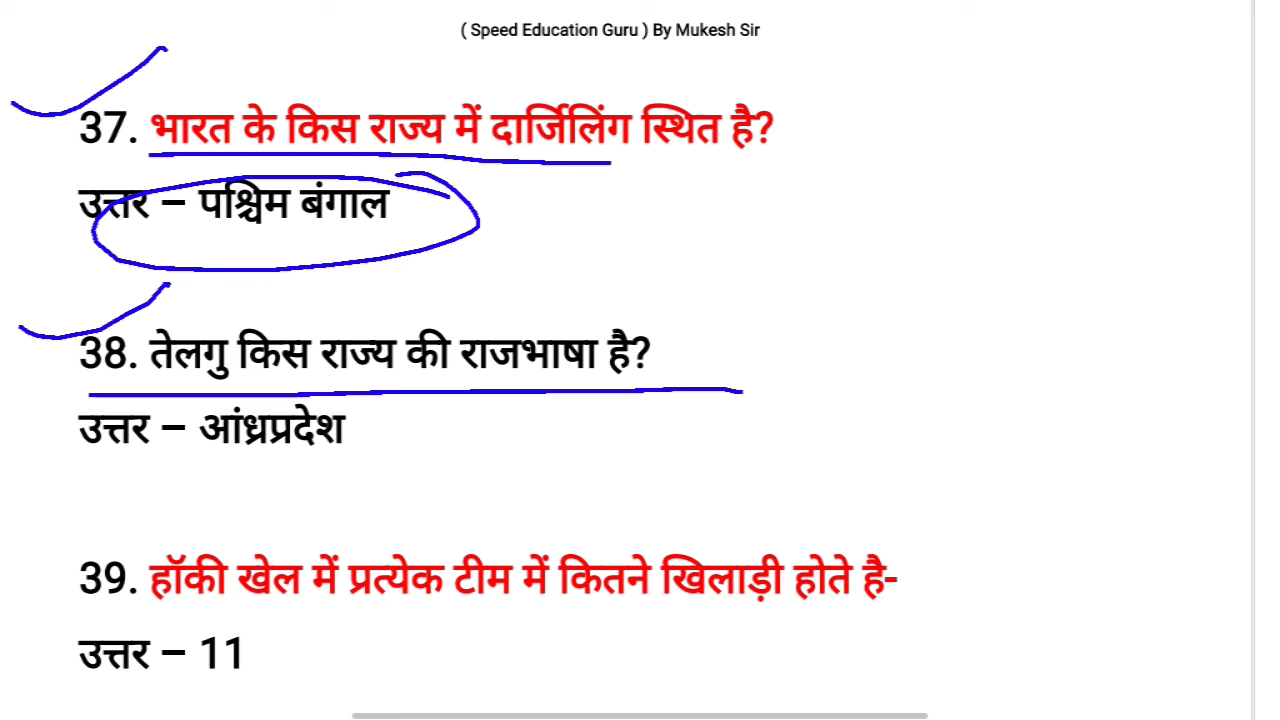 ( Speed Education Guru ) By Mukesh Sir
37. भारत के किस राज्य में दार्जिलिंग स्थित है?
उत्तर – पश्चिम बंगाल
38. तेलगु किस राज्य की राजभाषा है?
उत्तर – आंध्रप्रदेश
39. हॉकी खेल में प्रत्येक टीम में कितने खिलाड़ी होते है-
उत्तर – 11